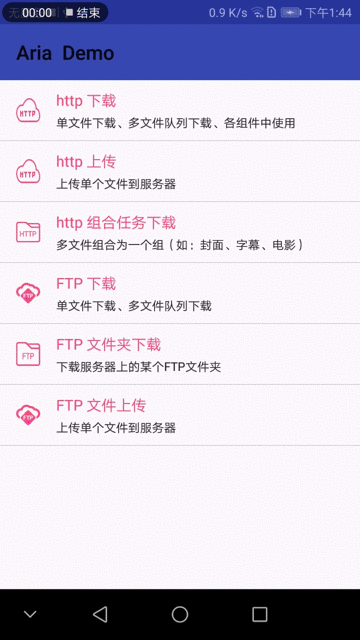 00:00 结束 0.9 K/s 下午1:44
Aria Demo
http 下载
HTTP 单文件下载、多文件队列下载、各组件中使用
http 上传
HTTP 上传单个文件到服务器
http 组合任务下载
HTTP 多文件组合为一个组（如：封面、字幕、电影）
FTP 下载
FTP 单文件下载、多文件队列下载
FTP 文件夹下载
FTP 下载服务器上的某个FTP文件夹
FTP 文件上传
FTP 上传单个文件到服务器